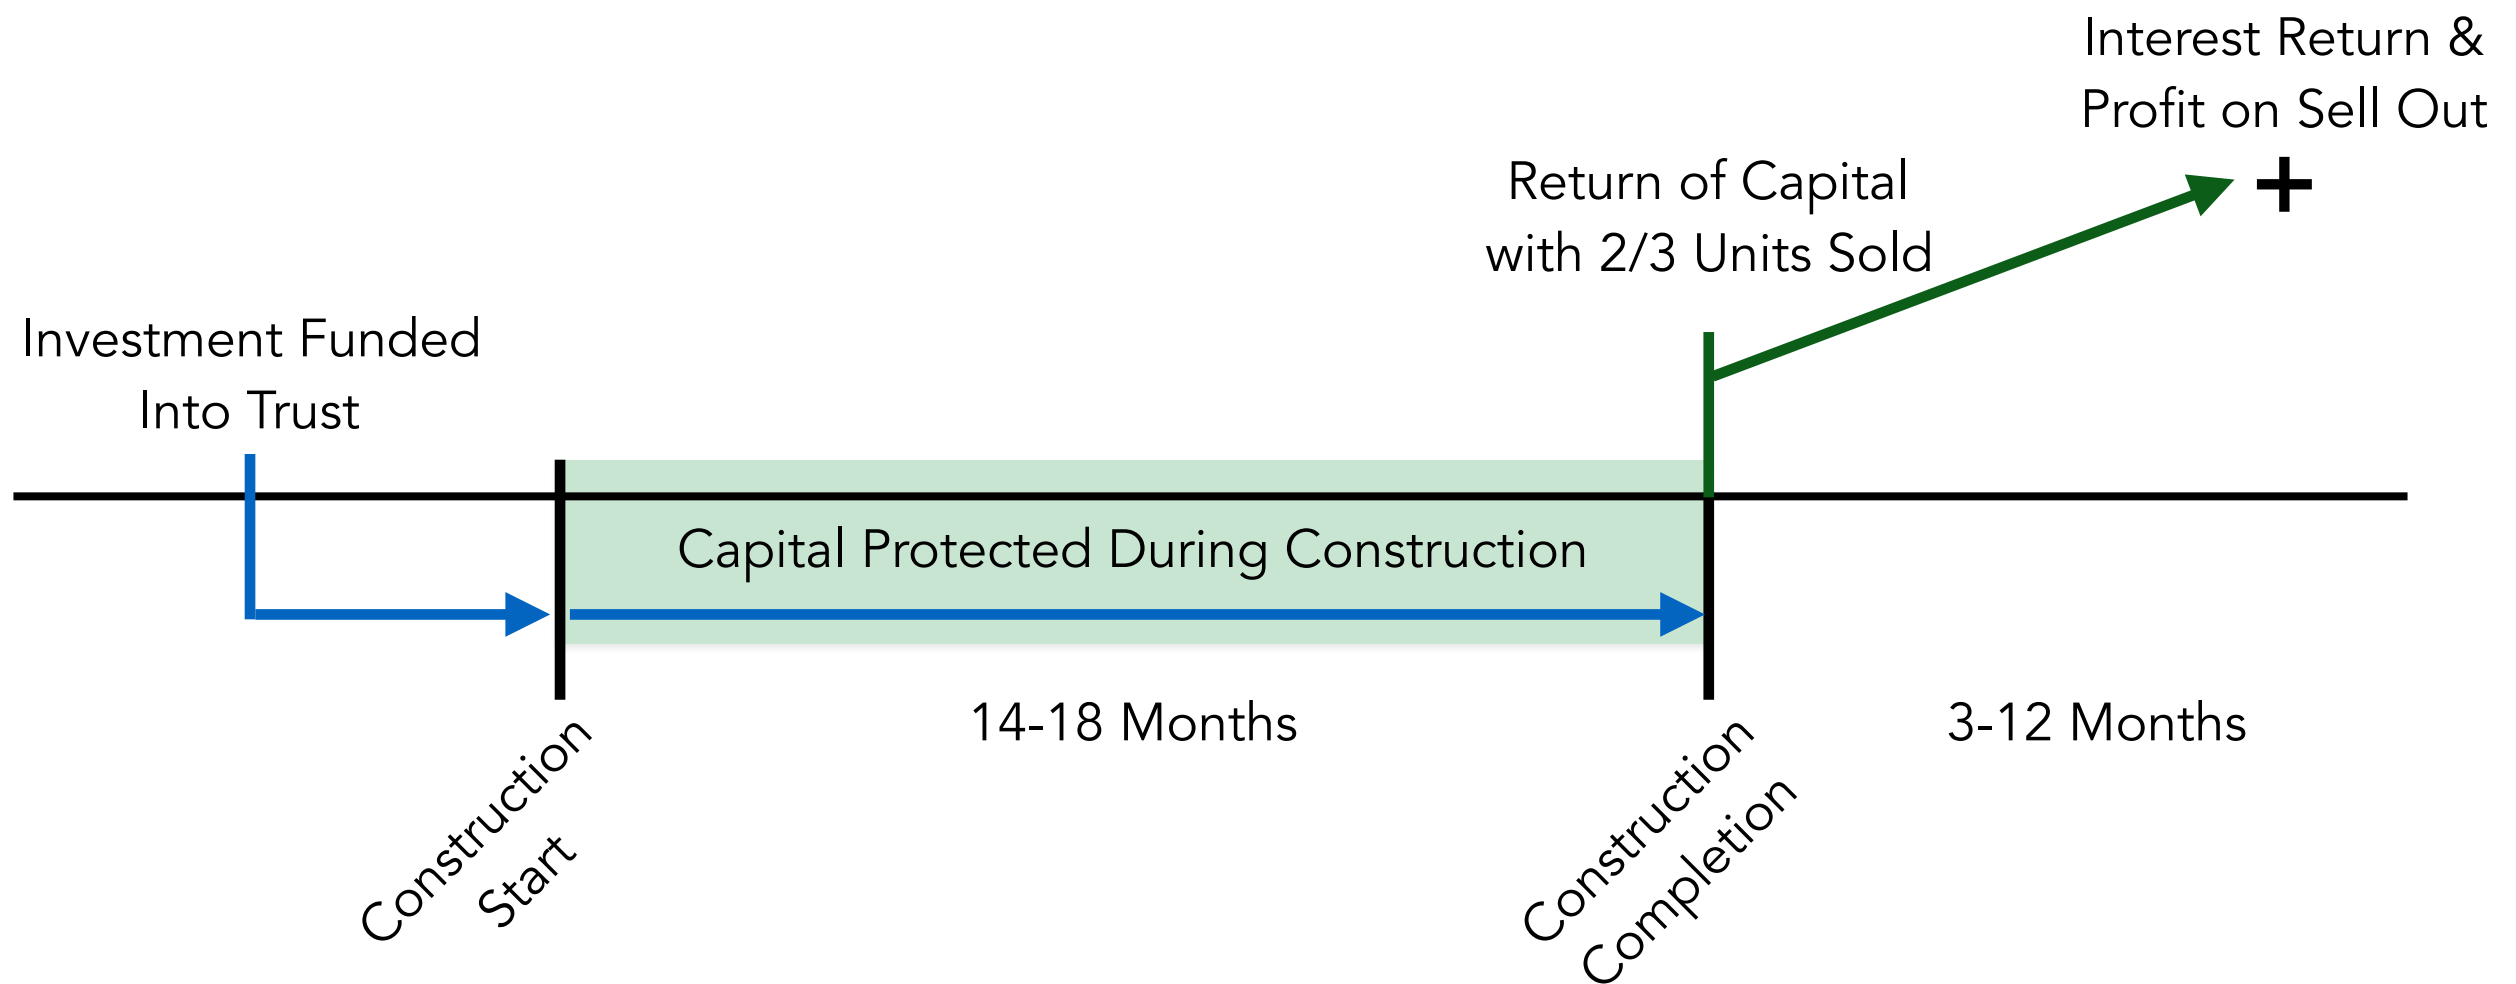 Interest Return &
Profit on Sell Out
+
Return of Capital
with 2/3 Units Sold
Investment Funded
Into Trust
Capital Protected During Construction
14-18 Months
3-12 Months
Construction
Start
Construction
Completion